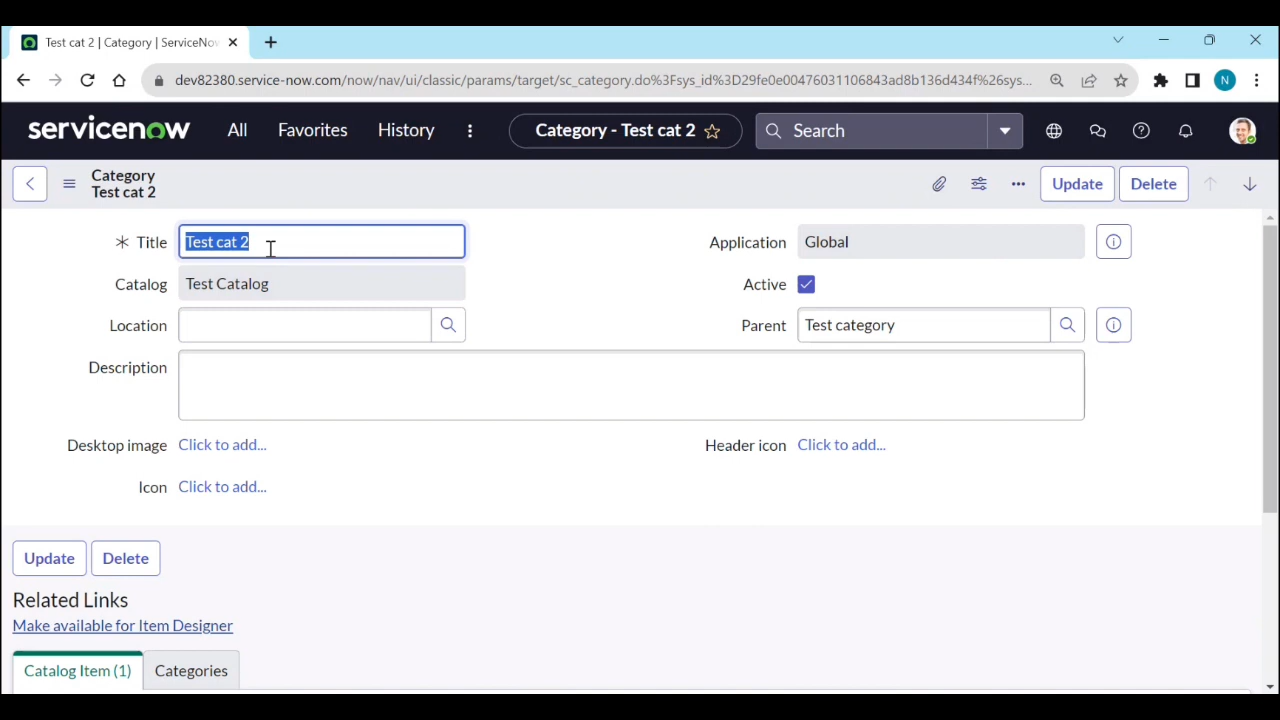 Test cat 2 | Category | ServiceNo
dev82380.service-now.com/now/nav/ui/classic/params/target/sc_category.do%3Fsys_id%3D29fe0e00476031106843ad8b136d434f%26sys...
N
servicenow
All
Favorites
History
Category - Test cat 2
Search
Category
Test cat 2
Update
Delete
Title
Test cat 2
Application
Global
Catalog
Test Catalog
Active
Location
Parent
Test category
Description
Desktop image
Click to add...
Header icon
Click to add...
Icon
Click to add...
Update
Delete
Related Links
Make available for Item Designer
Catalog Item (1)
Categories